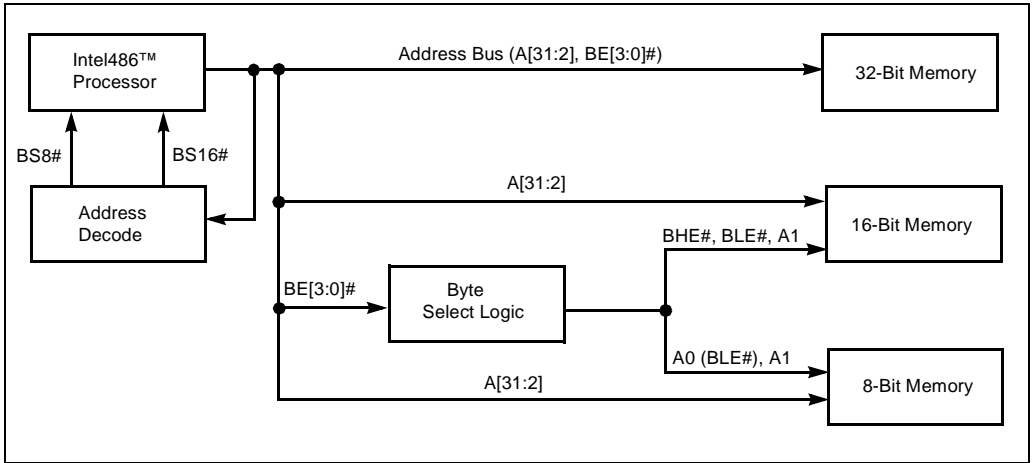 Intel486™
Processor
Address Bus (A[31:2], BE[3:0]#)
32-Bit Memory
BS8#
BS16#
Address
Decode
A[31:2]
16-Bit Memory
BHE#, BLE#, A1
BE[3:0]#
Byte
Select Logic
A0 (BLE#), A1
A[31:2]
8-Bit Memory